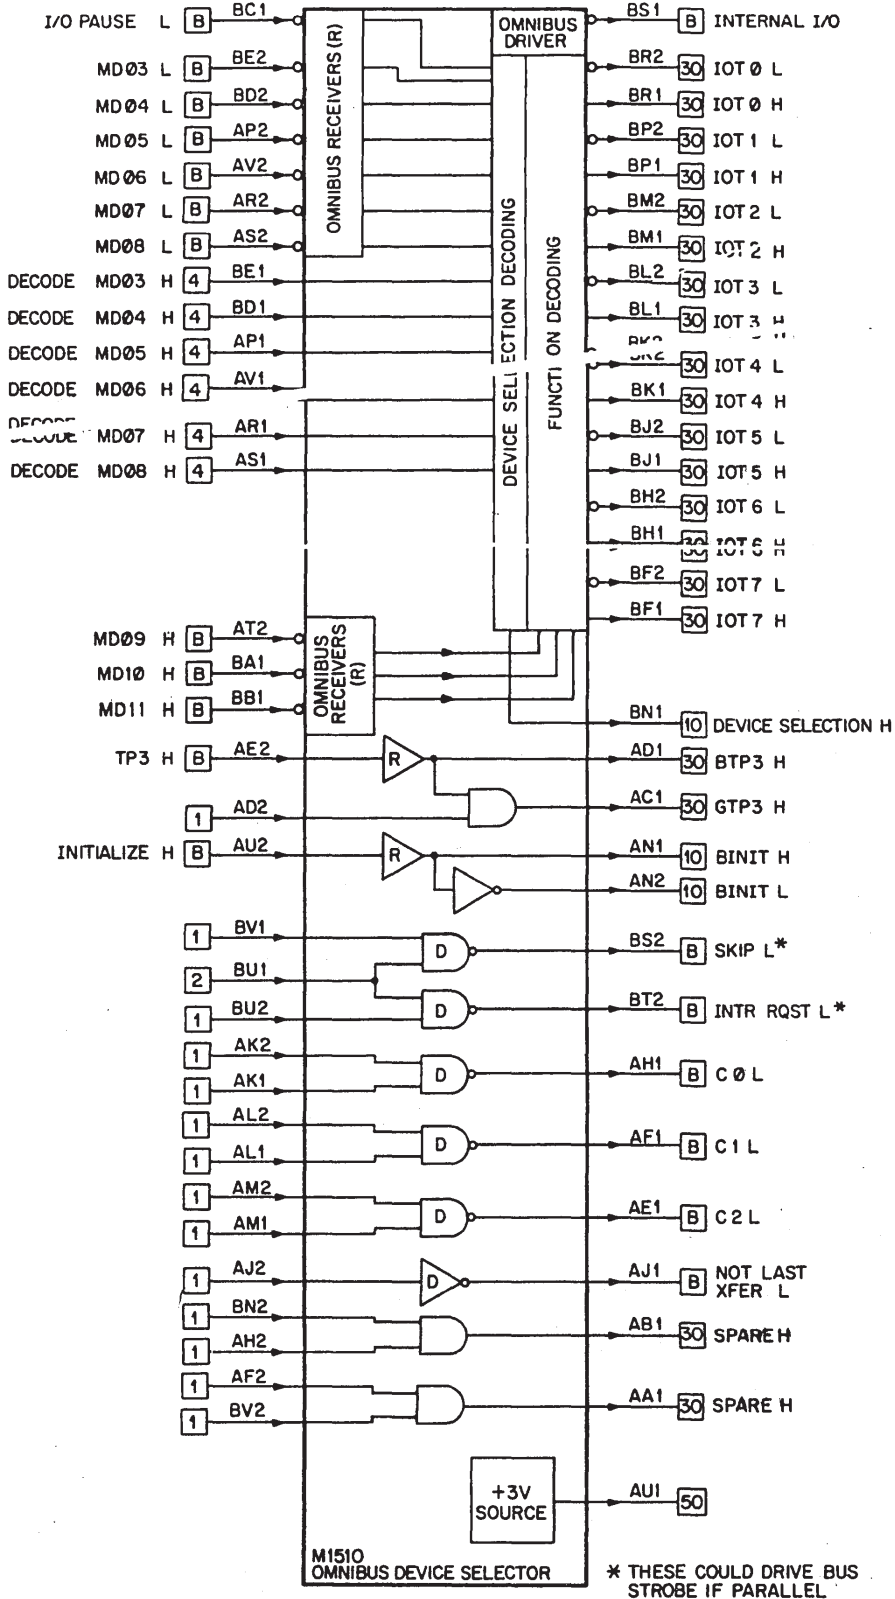 I/O PAUSE L B BC1 OMNIBUS RECEIVERS (R) OMNIBUS DRIVER BS1 B INTERNAL I/O
MD03 L B BE2 BR2 30 IOT 0 L
MD04 L B BD2 BR1 30 IOT 0 H
MD05 L B AP2 BP2 30 IOT 1 L
MD06 L B AV2 BP1 30 IOT 1 H
MD07 L B AR2 BM2 30 IOT 2 L
MD08 L B AS2 BM1 30 IOT 2 H
DECODE MD03 H 4 BE1 BL2 30 IOT 3 L
DECODE MD04 H 4 BD1 BL1 30 IOT 3 H
DECODE MD05 H 4 AP1 BK2 30 IOT 4 L
DECODE MD06 H 4 AV1 BK1 30 IOT 4 H
DECODE MD07 H 4 AR1 BJ2 30 IOT 5 L
DECODE MD08 H 4 AS1 BJ1 30 IOT 5 H
DEVICE SELECTION DECODING
FUNCTION DECODING
BH2 30 IOT 6 L
BH1 30 IOT 6 H
BF2 30 IOT 7 L
BF1 30 IOT 7 H
MD09 H B AT2 OMNIBUS RECEIVERS (R)
MD10 H B BA1
MD11 H B BB1
BN1 10 DEVICE SELECTION H
TP3 H B AE2 R AD1 30 BTP3 H
1 AD2 AC1 30 GTP3 H
INITIALIZE H B AU2 R AN1 10 BINIT H
AN2 10 BINIT L
1 BV1 D BS2 B SKIP L*
2 BU1
1 BU2 D BT2 B INTR RQST L*
1 AK2
1 AK1 D AH1 B C0 L
1 AL2
1 AL1 D AF1 B C1 L
1 AM2
1 AM1 D AE1 B C2 L
1 AJ2 D AJ1 B NOT LAST
XFER L
1 BN2
1 AH2 AB1 30 SPARE H
1 AF2
1 BV2 AA1 30 SPARE H
+3V
SOURCE AU1 50
M1510
OMNIBUS DEVICE SELECTOR
* THESE COULD DRIVE BUS
STROBE IF PARALLEL